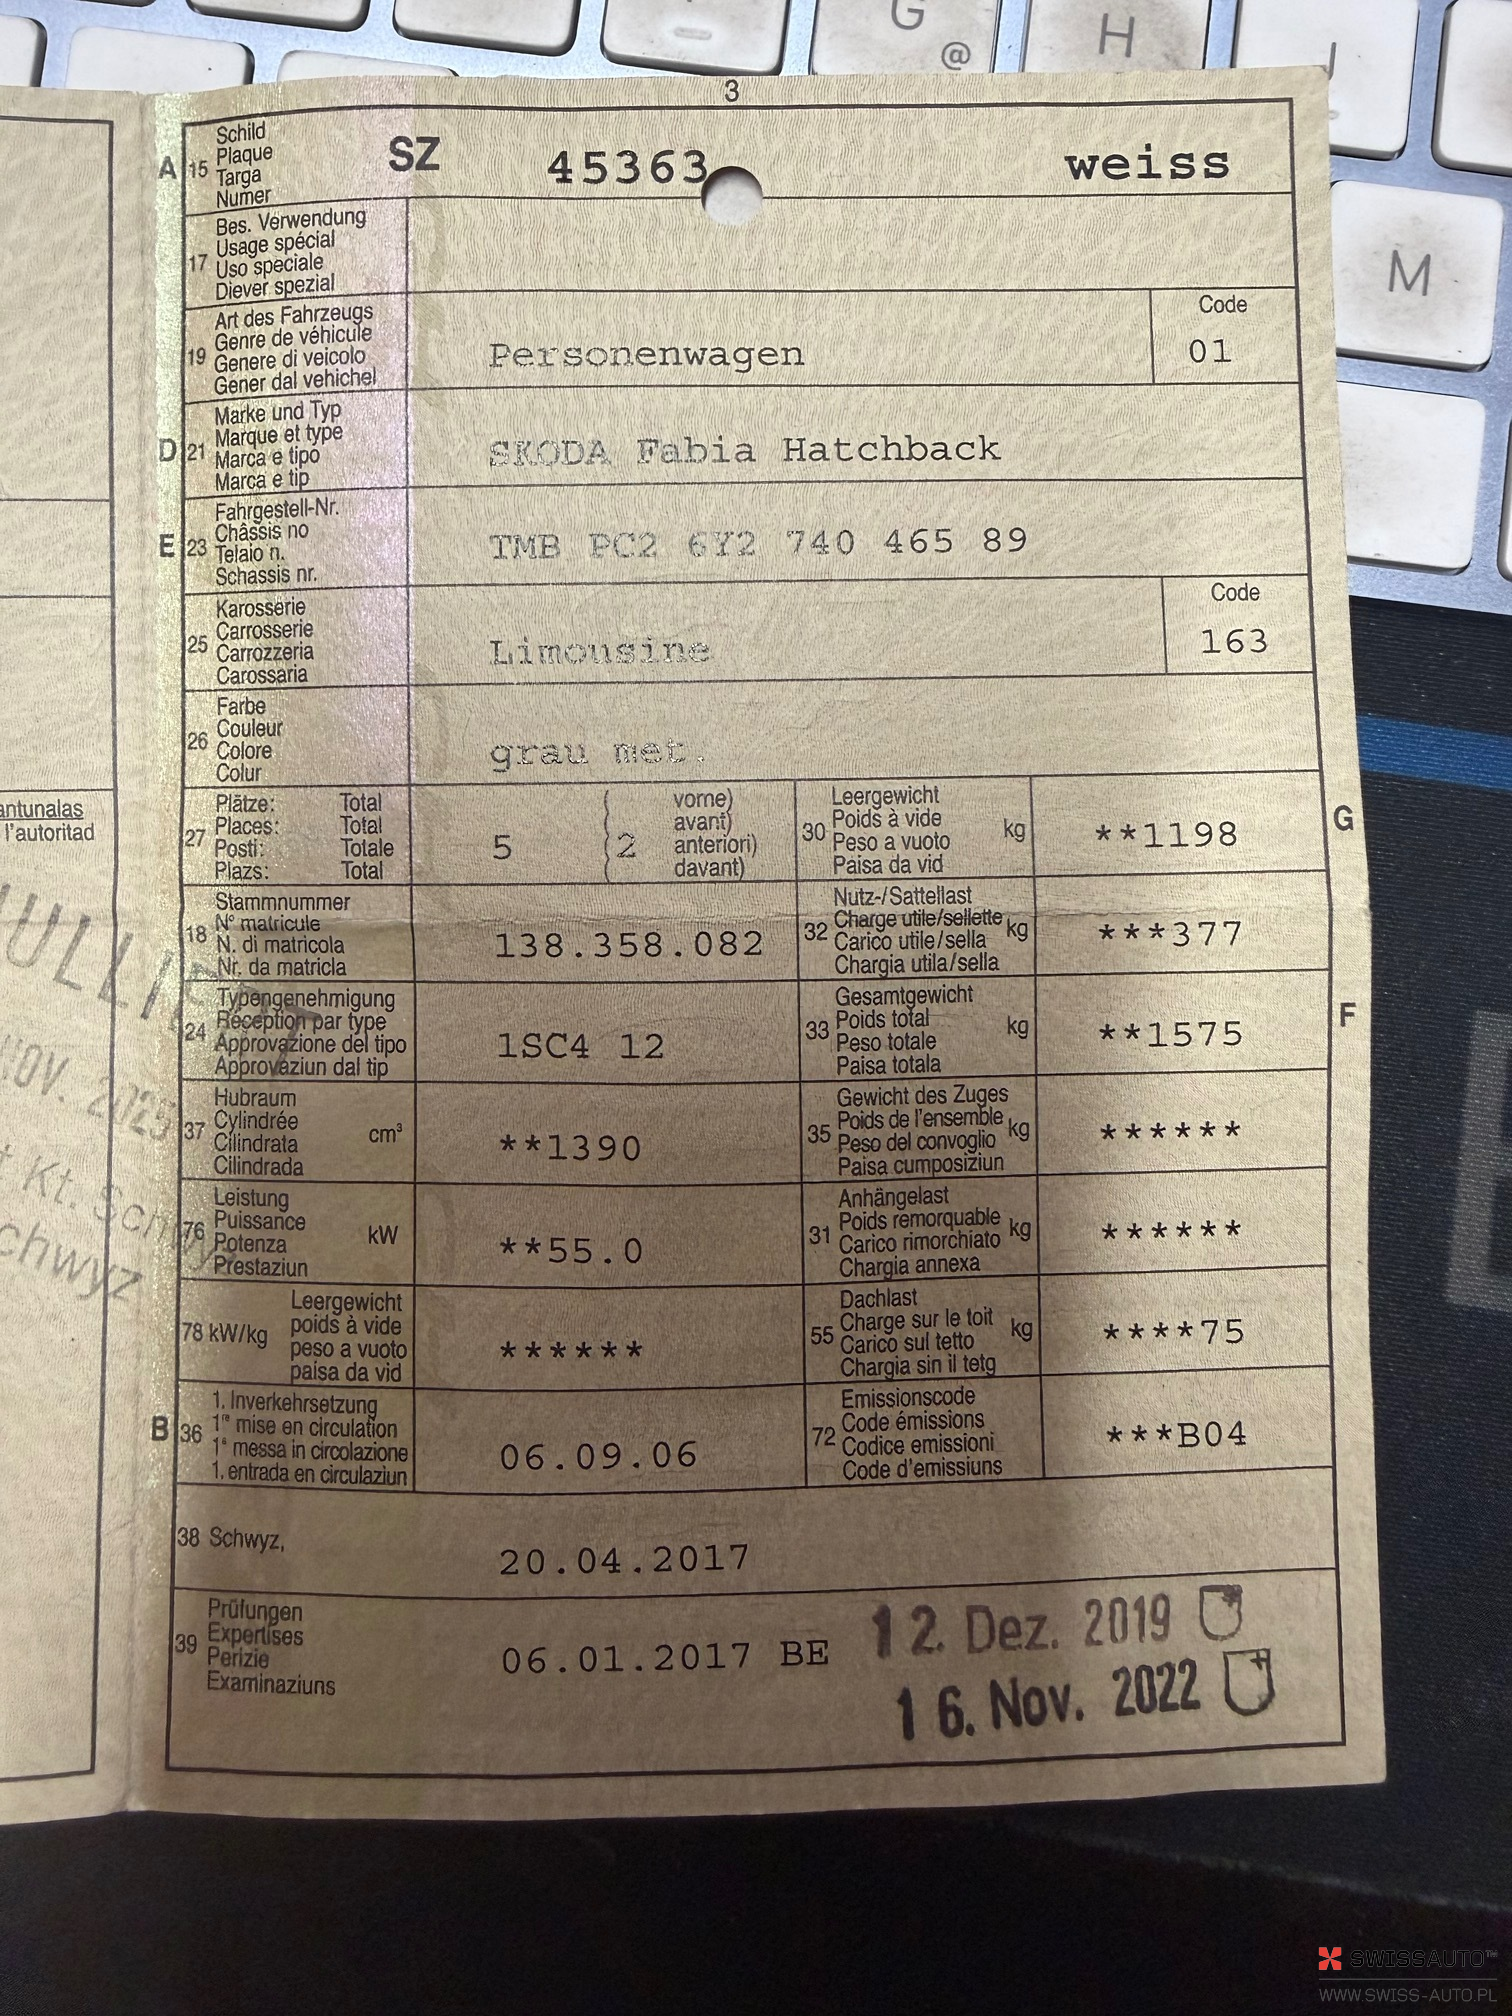 G
@
H
J
M
3
A 15 Schild
Plaque
Targa
Numer
SZ 45363 weiss
17 Bes. Verwendung
Usage spécial
Uso speciale
Diever spezial
19 Art des Fahrzeugs
Genre de véhicule
Genere di veicolo
Gener dal vehichel
Personenwagen
Code
01
D 21 Marke und Typ
Marque et type
Marca e tipo
Marca e tip
SKODA Fabia Hatchback
E 23 Fahrgestell-Nr.
Châssis no
Telaio n.
Schassis nr.
TMB PC2 6Y2 740 465 89
25 Karosserie
Carrosserie
Carrozzeria
Carossaria
Limousine
Code
163
26 Farbe
Couleur
Colore
Colur
grau met.
27 Plätze: Total
Places: Total
Posti: Totale
Plazs: Total
5 (2 vorne)
avant)
anteriori)
davant)
G 30 Leergewicht
Poids à vide
Peso a vuoto
Paisa da vid
kg
**1198
18 Stammnummer
N° matricule
N. di matricola
Nr. da matricla
138.358.082
32 Nutz-/Sattellast
Charge utile/sellette
Carico utile/sella
Chargia utila/sella
kg
***377
24 Typengenehmigung
Réception par type
Approvazione del tipo
Approvaziun dal tip
1SC4 12
F 33 Gesamtgewicht
Poids total
Peso totale
Paisa totala
kg
**1575
37 Hubraum
Cylindrée
Cilindrata
Cilindrada
cm³
**1390
35 Gewicht des Zuges
Poids de l'ensemble
Peso del convoglio
Paisa cumposiziun
kg
******
76 Leistung
Puissance
Potenza
Prestaziun
kW
**55.0
31 Anhängelast
Poids remorquable
Carico rimorchiato
Chargia annexa
kg
******
78 kW/kg Leergewicht
poids à vide
peso a vuoto
paisa da vid
******
55 Dachlast
Charge sur le toit
Carico sul tetto
Chargia sin il tetg
kg
****75
B 36 1. Inverkehrsetzung
1re mise en circulation
1a messa in circolazione
1. entrada en circulaziun
06.09.06
72 Emissionscode
Code émissions
Codice emissioni
Code d'emissiuns
***B04
38 Schwyz,
20.04.2017
39 Prüfungen
Expertises
Perizie
Examinaziuns
06.01.2017 BE
12. Dez. 2019
16. Nov. 2022
antunalas
l'autoritad
NOV. 2025
Kt. Schwyz
Schwyz
SWISSAUTO™
WWW.SWISS-AUTO.PL